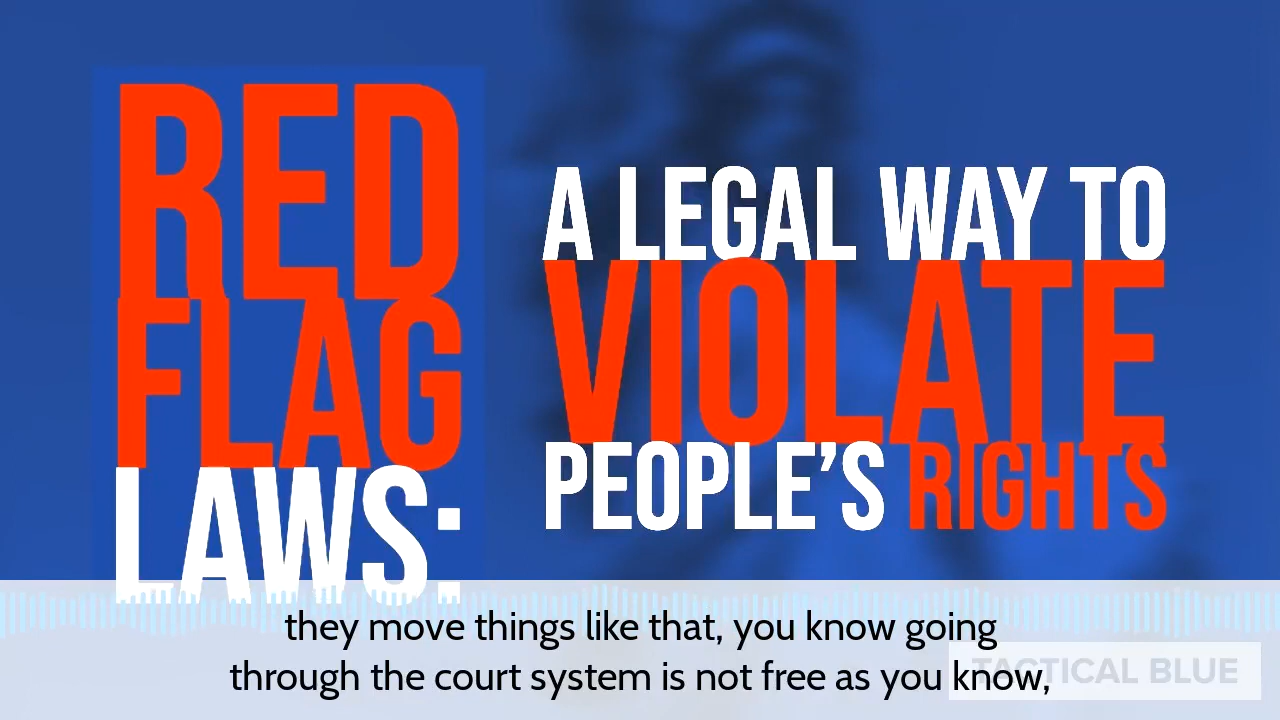 RED
FLAG
LAWS:
A LEGAL WAY TO
VIOLATE
PEOPLE'S RIGHTS
they move things like that, you know going
through the court system is not free as you know,
TACTICAL BLUE